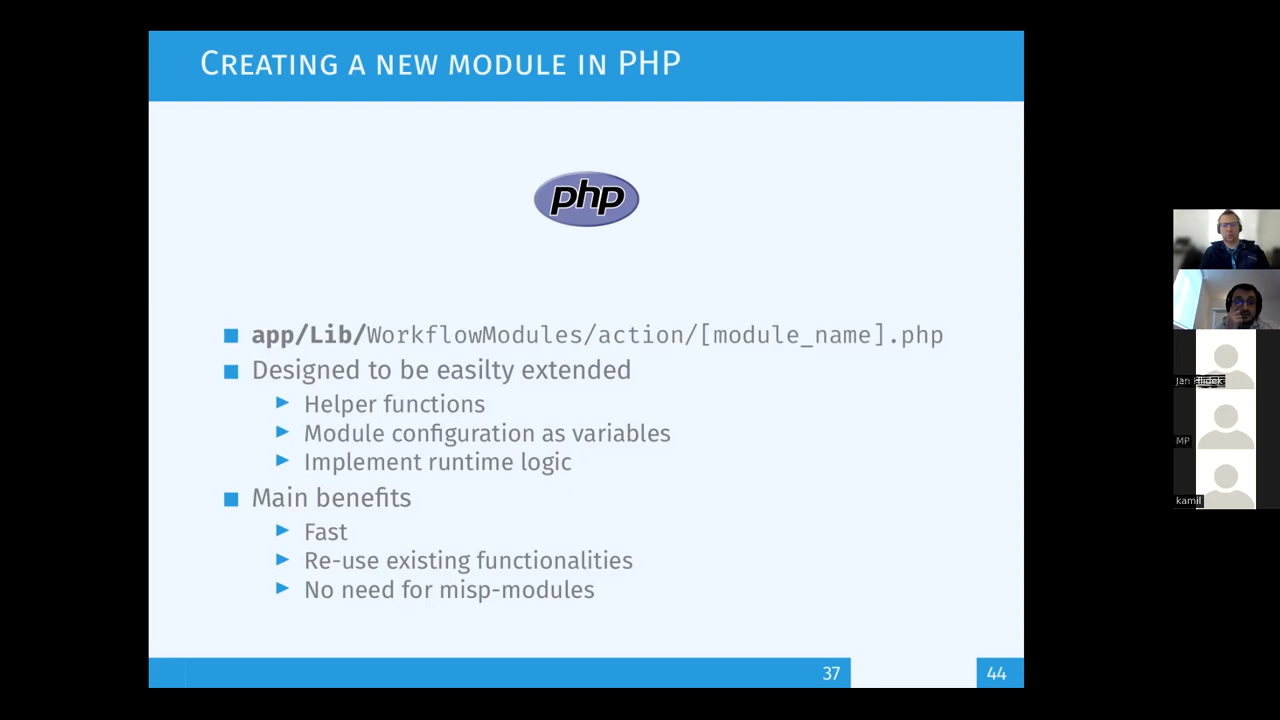 CREATING A NEW MODULE IN PHP
php
app/Lib/WorkflowModules/action/[module_name].php
Designed to be easilty extended
Helper functions
Module configuration as variables
Implement runtime logic
Main benefits
Fast
Re-use existing functionalities
No need for misp-modules
37
44
Jan
MP
kamil